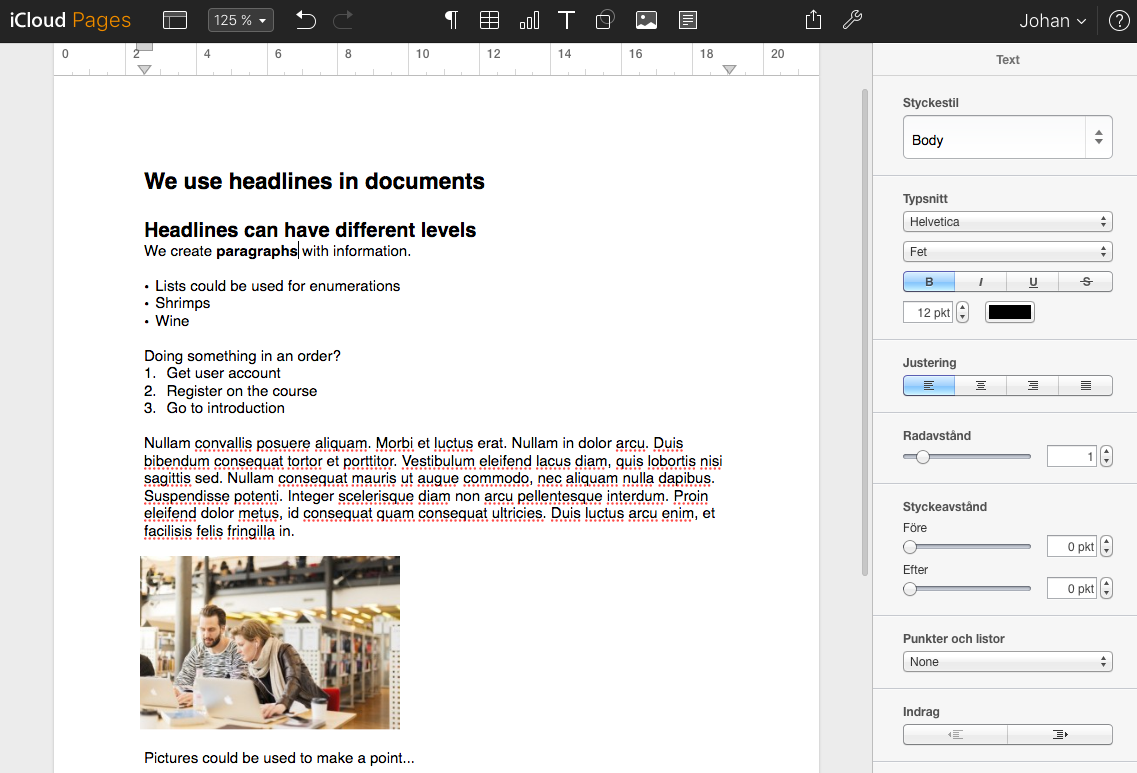 iCloud Pages
125 %
Johan
?
0 2 4 6 8 10 12 14 16 18 20
We use headlines in documents
Headlines can have different levels
We create paragraphs with information.
• Lists could be used for enumerations
• Shrimps
• Wine
Doing something in an order?
1. Get user account
2. Register on the course
3. Go to introduction
Nullam convallis posuere aliquam. Morbi et luctus erat. Nullam in dolor arcu. Duis
bibendum consequat tortor et porttitor. Vestibulum eleifend lacus diam, quis lobortis nisi
sagittis sed. Nullam consequat mauris ut augue commodo, nec aliquam nulla dapibus.
Suspendisse potenti. Integer scelerisque diam non arcu pellentesque interdum. Proin
eleifend dolor metus, id consequat quam consequat ultricies. Duis luctus arcu enim, et
facilisis felis fringilla in.
Pictures could be used to make a point...
Text
Styckestil
Body
Typsnitt
Helvetica
Fet
B I U S
12 pkt
Justering
Radavstånd
1
Styckeavstånd
Före
0 pkt
Efter
0 pkt
Punkter och listor
None
Indrag